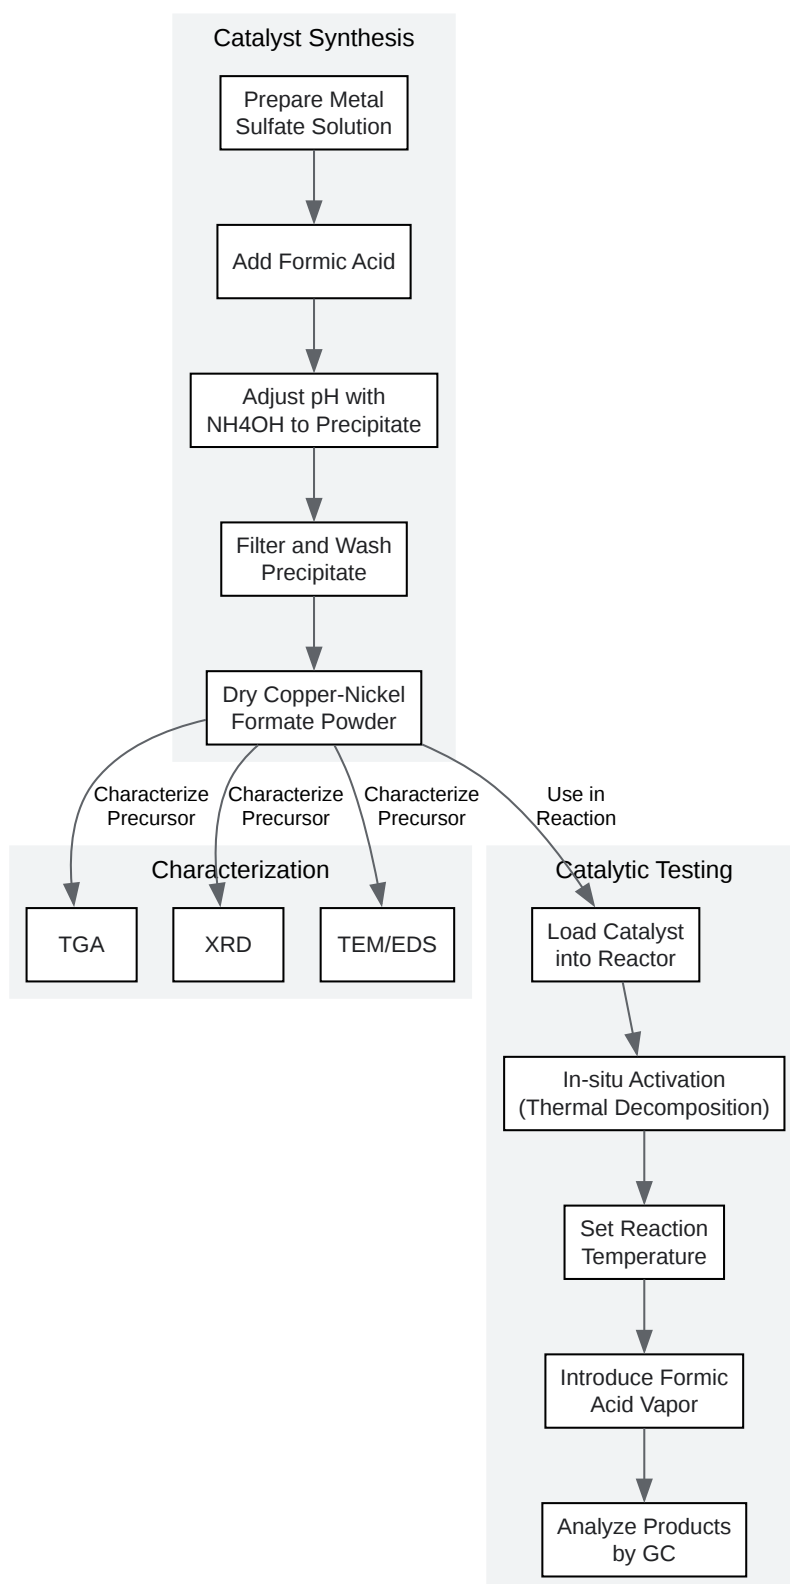 Catalyst Synthesis
Prepare Metal
Sulfate Solution
Add Formic Acid
Adjust pH with
NH4OH to Precipitate
Filter and Wash
Precipitate
Dry Copper-Nickel
Formate Powder
Characterize
Precursor
Characterize
Precursor
Characterize
Precursor
Use in
Reaction
Characterization
TGA
XRD
TEM/EDS
Catalytic Testing
Load Catalyst
into Reactor
In-situ Activation
(Thermal Decomposition)
Set Reaction
Temperature
Introduce Formic
Acid Vapor
Analyze Products
by GC